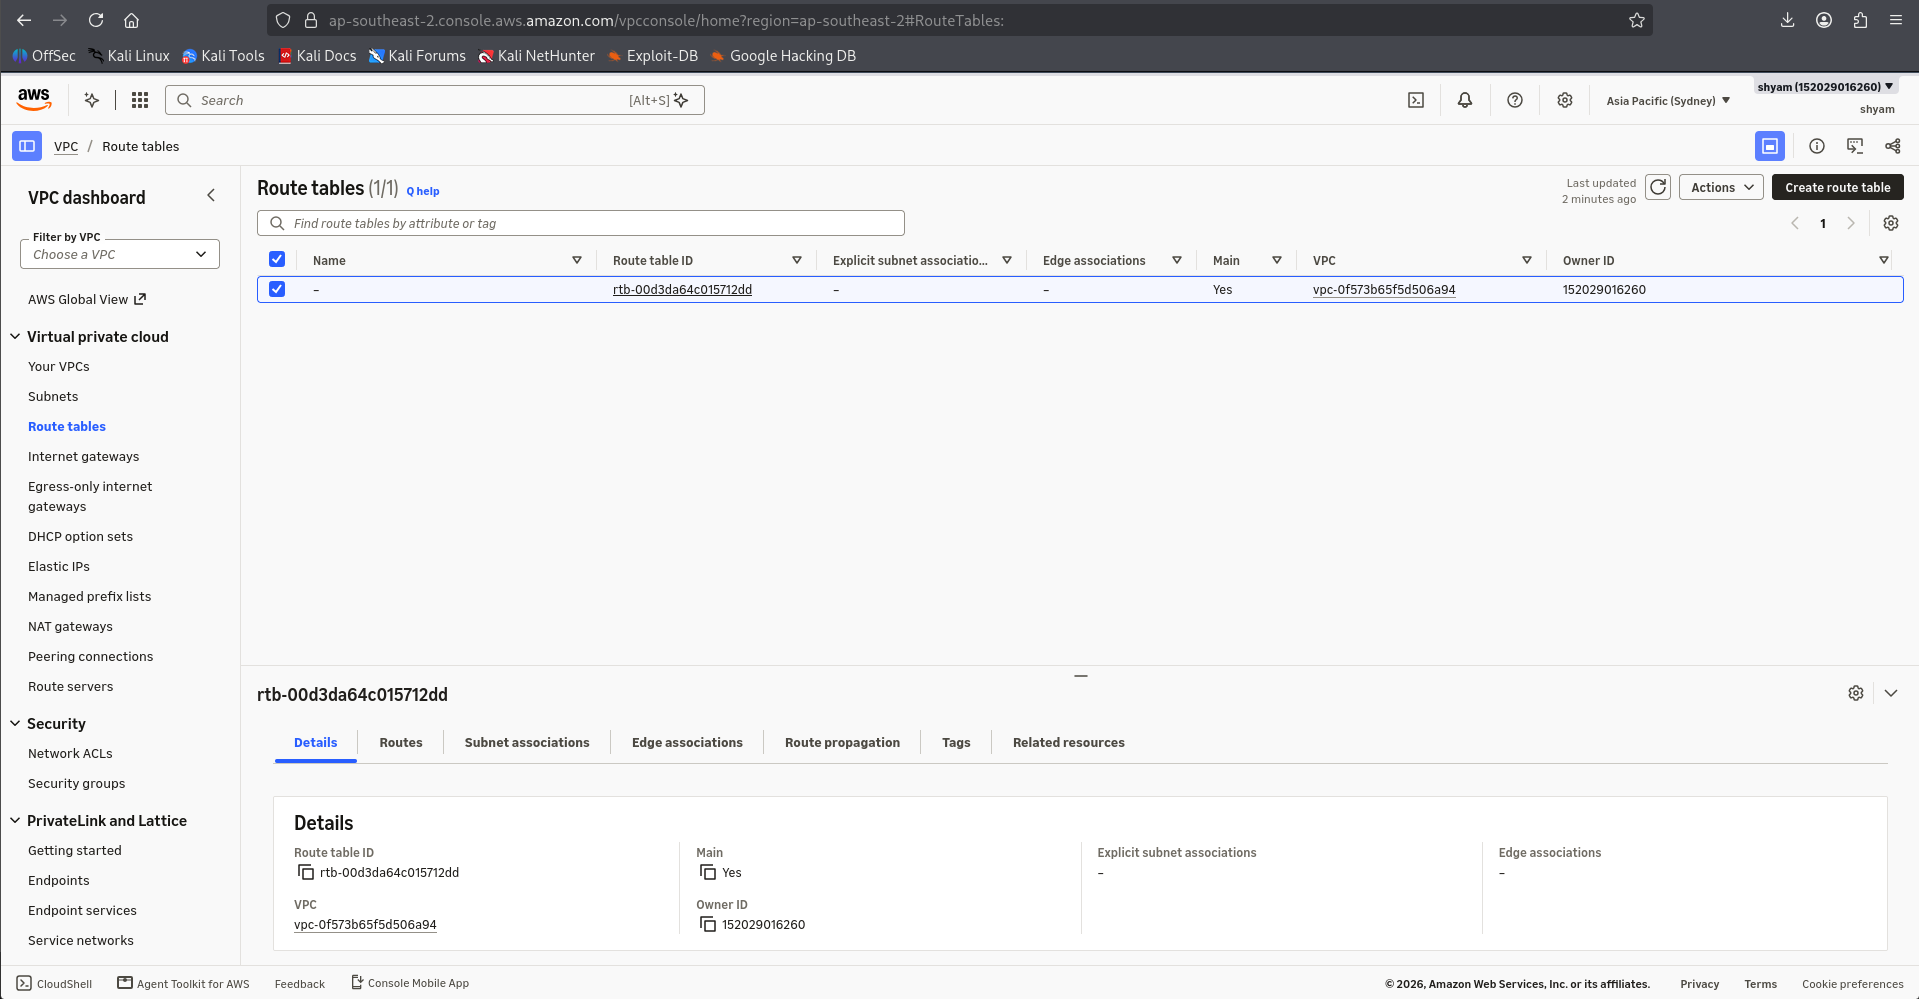 ap-southeast-2.console.aws.amazon.com/vpcconsole/home?region=ap-southeast-2#RouteTables:
OffSec Kali Linux Kali Tools Kali Docs Kali Forums Kali NetHunter Exploit-DB Google Hacking DB
aws Search [Alt+S] Asia Pacific (Sydney) shyam (152029016260)
shyam
VPC / Route tables
VPC dashboard
Filter by VPC
Choose a VPC
AWS Global View
Virtual private cloud
Your VPCs
Subnets
Route tables
Internet gateways
Egress-only internet
gateways
DHCP option sets
Elastic IPs
Managed prefix lists
NAT gateways
Peering connections
Route servers
Security
Network ACLs
Security groups
PrivateLink and Lattice
Getting started
Endpoints
Endpoint services
Service networks
Route tables (1/1) Q help
Last updated
2 minutes ago
Actions
Create route table
Find route tables by attribute or tag
1
Name Route table ID Explicit subnet associatio... Edge associations Main VPC Owner ID
– rtb-00d3da64c015712dd – – Yes vpc-0f573b65f5d506a94 152029016260
rtb-00d3da64c015712dd
Details Routes Subnet associations Edge associations Route propagation Tags Related resources
Details
Route table ID
rtb-00d3da64c015712dd
VPC
vpc-0f573b65f5d506a94
Main
Yes
Owner ID
152029016260
Explicit subnet associations
–
Edge associations
–
CloudShell Agent Toolkit for AWS Feedback Console Mobile App © 2026, Amazon Web Services, Inc. or its affiliates. Privacy Terms Cookie preferences